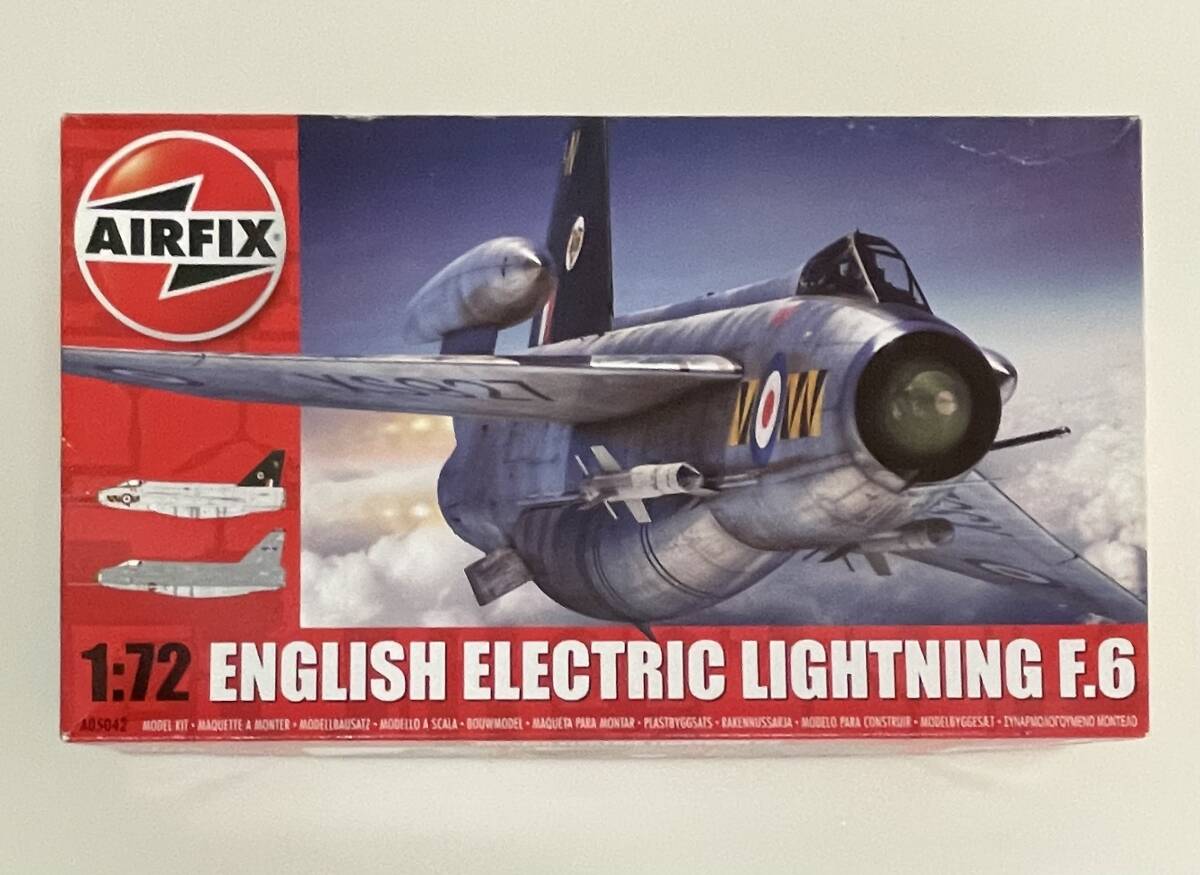 AIRFIX
XS927
W
1:72 ENGLISH ELECTRIC LIGHTNING F.6
A05042 MODEL KIT • MAQUETTE A MONTER • MODELLBAUSATZ • MODELLO A SCALA • BOUWMODEL • MAQUETA PARA MONTAR • PLASTBYGGSATS • RAKENNUSSARJA • MODELO PARA CONSTRUIR • MODELBYGGESÆT • ΣΥΝΑΡΜΟΛΟΓΟΥΜΕΝΟ ΜΟΝΤΕΛΟ